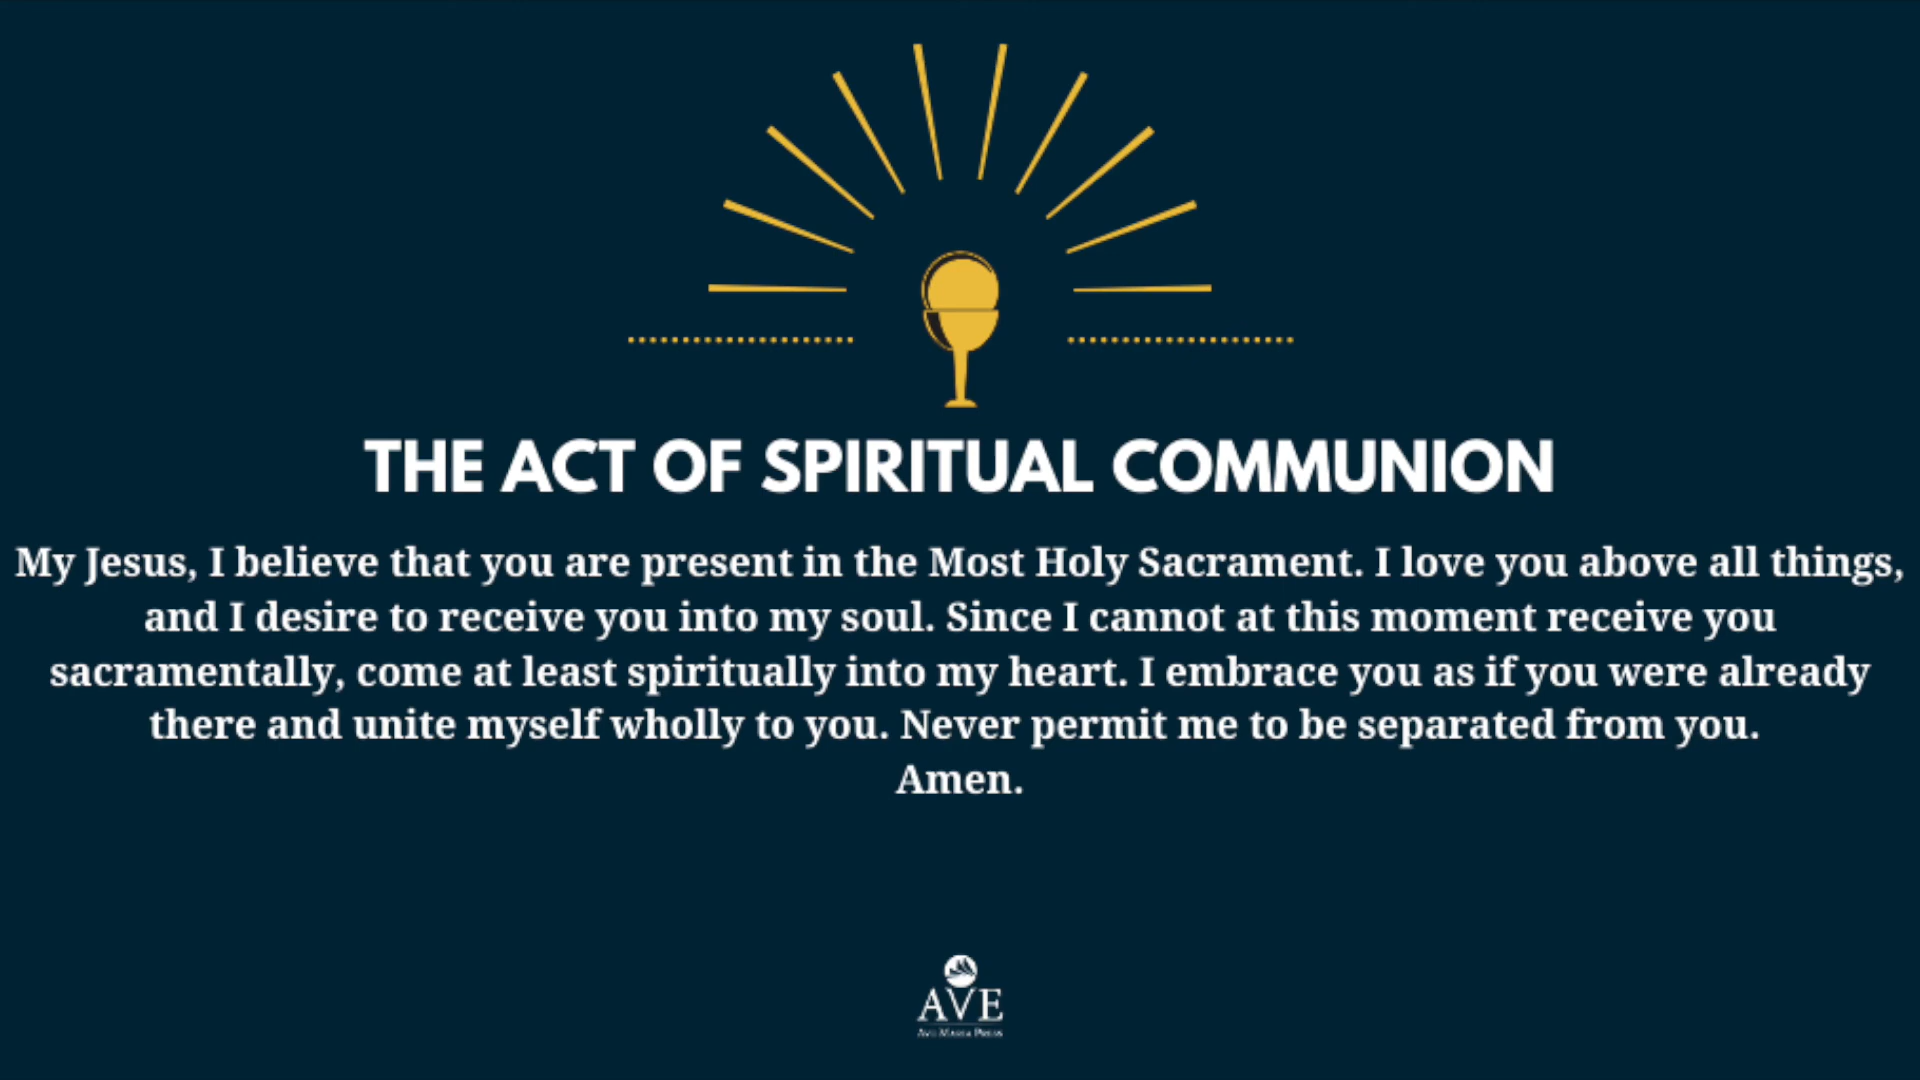 THE ACT OF SPIRITUAL COMMUNION
My Jesus, I believe that you are present in the Most Holy Sacrament. I love you above all things,
and I desire to receive you into my soul. Since I cannot at this moment receive you
sacramentally, come at least spiritually into my heart. I embrace you as if you were already
there and unite myself wholly to you. Never permit me to be separated from you.
Amen.
AVE
Ave Maria Press